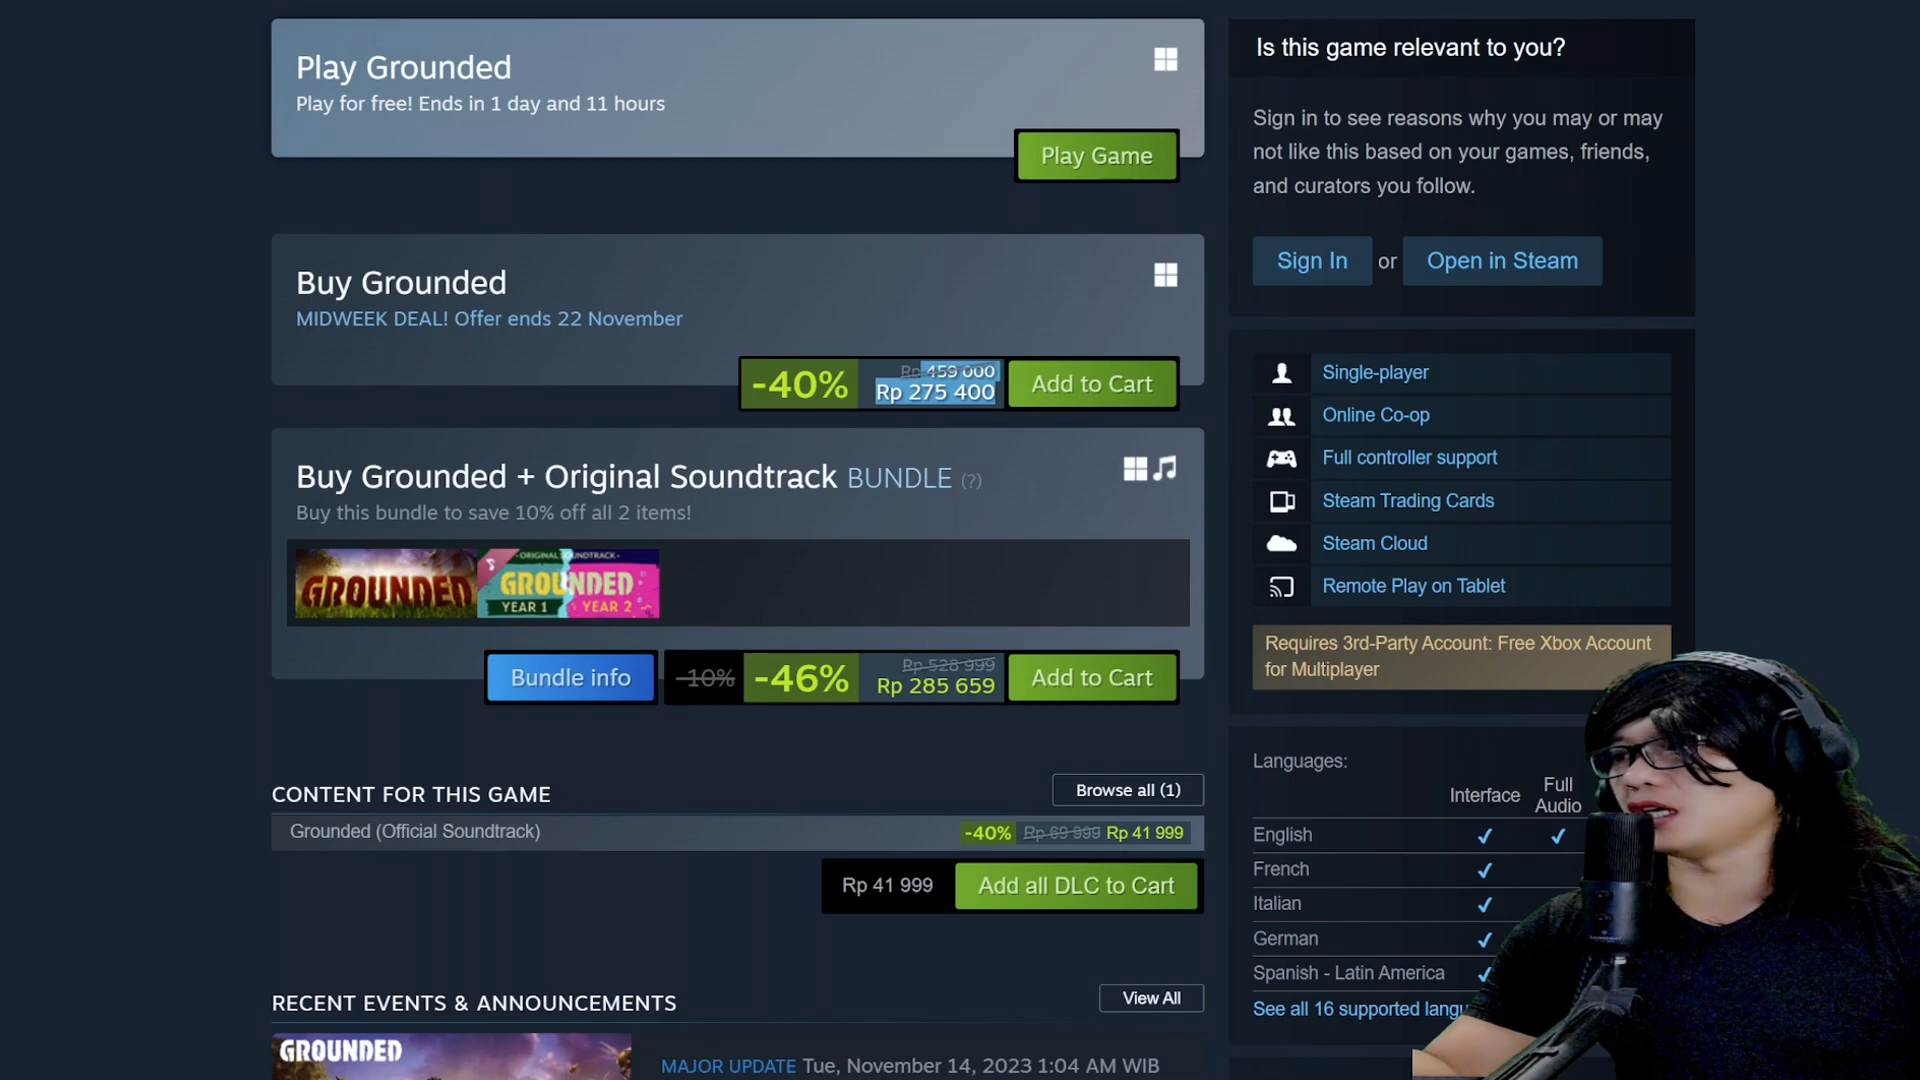 Play Grounded
Play for free! Ends in 1 day and 11 hours
Play Game
Buy Grounded
MIDWEEK DEAL! Offer ends 22 November
-40%
Rp 459 000
Rp 275 400
Add to Cart
Buy Grounded + Original Soundtrack BUNDLE (?)
Buy this bundle to save 10% off all 2 items!
GROUNDED
ORIGINAL SOUNDTRACK
GROUNDED
YEAR 1 YEAR 2
Bundle info
-10%
-46%
Rp 528 999
Rp 285 659
Add to Cart
CONTENT FOR THIS GAME
Browse all (1)
Grounded (Official Soundtrack)
-40% Rp 69 999 Rp 41 999
Rp 41 999
Add all DLC to Cart
RECENT EVENTS & ANNOUNCEMENTS
View All
GROUNDED
MAJOR UPDATE Tue, November 14, 2023 1:04 AM WIB
Is this game relevant to you?
Sign in to see reasons why you may or may
not like this based on your games, friends,
and curators you follow.
Sign In or Open in Steam
Single-player
Online Co-op
Full controller support
Steam Trading Cards
Steam Cloud
Remote Play on Tablet
Requires 3rd-Party Account: Free Xbox Account
for Multiplayer
Languages:
Interface
Full
Audio
English
French
Italian
German
Spanish - Latin America
See all 16 supported langu